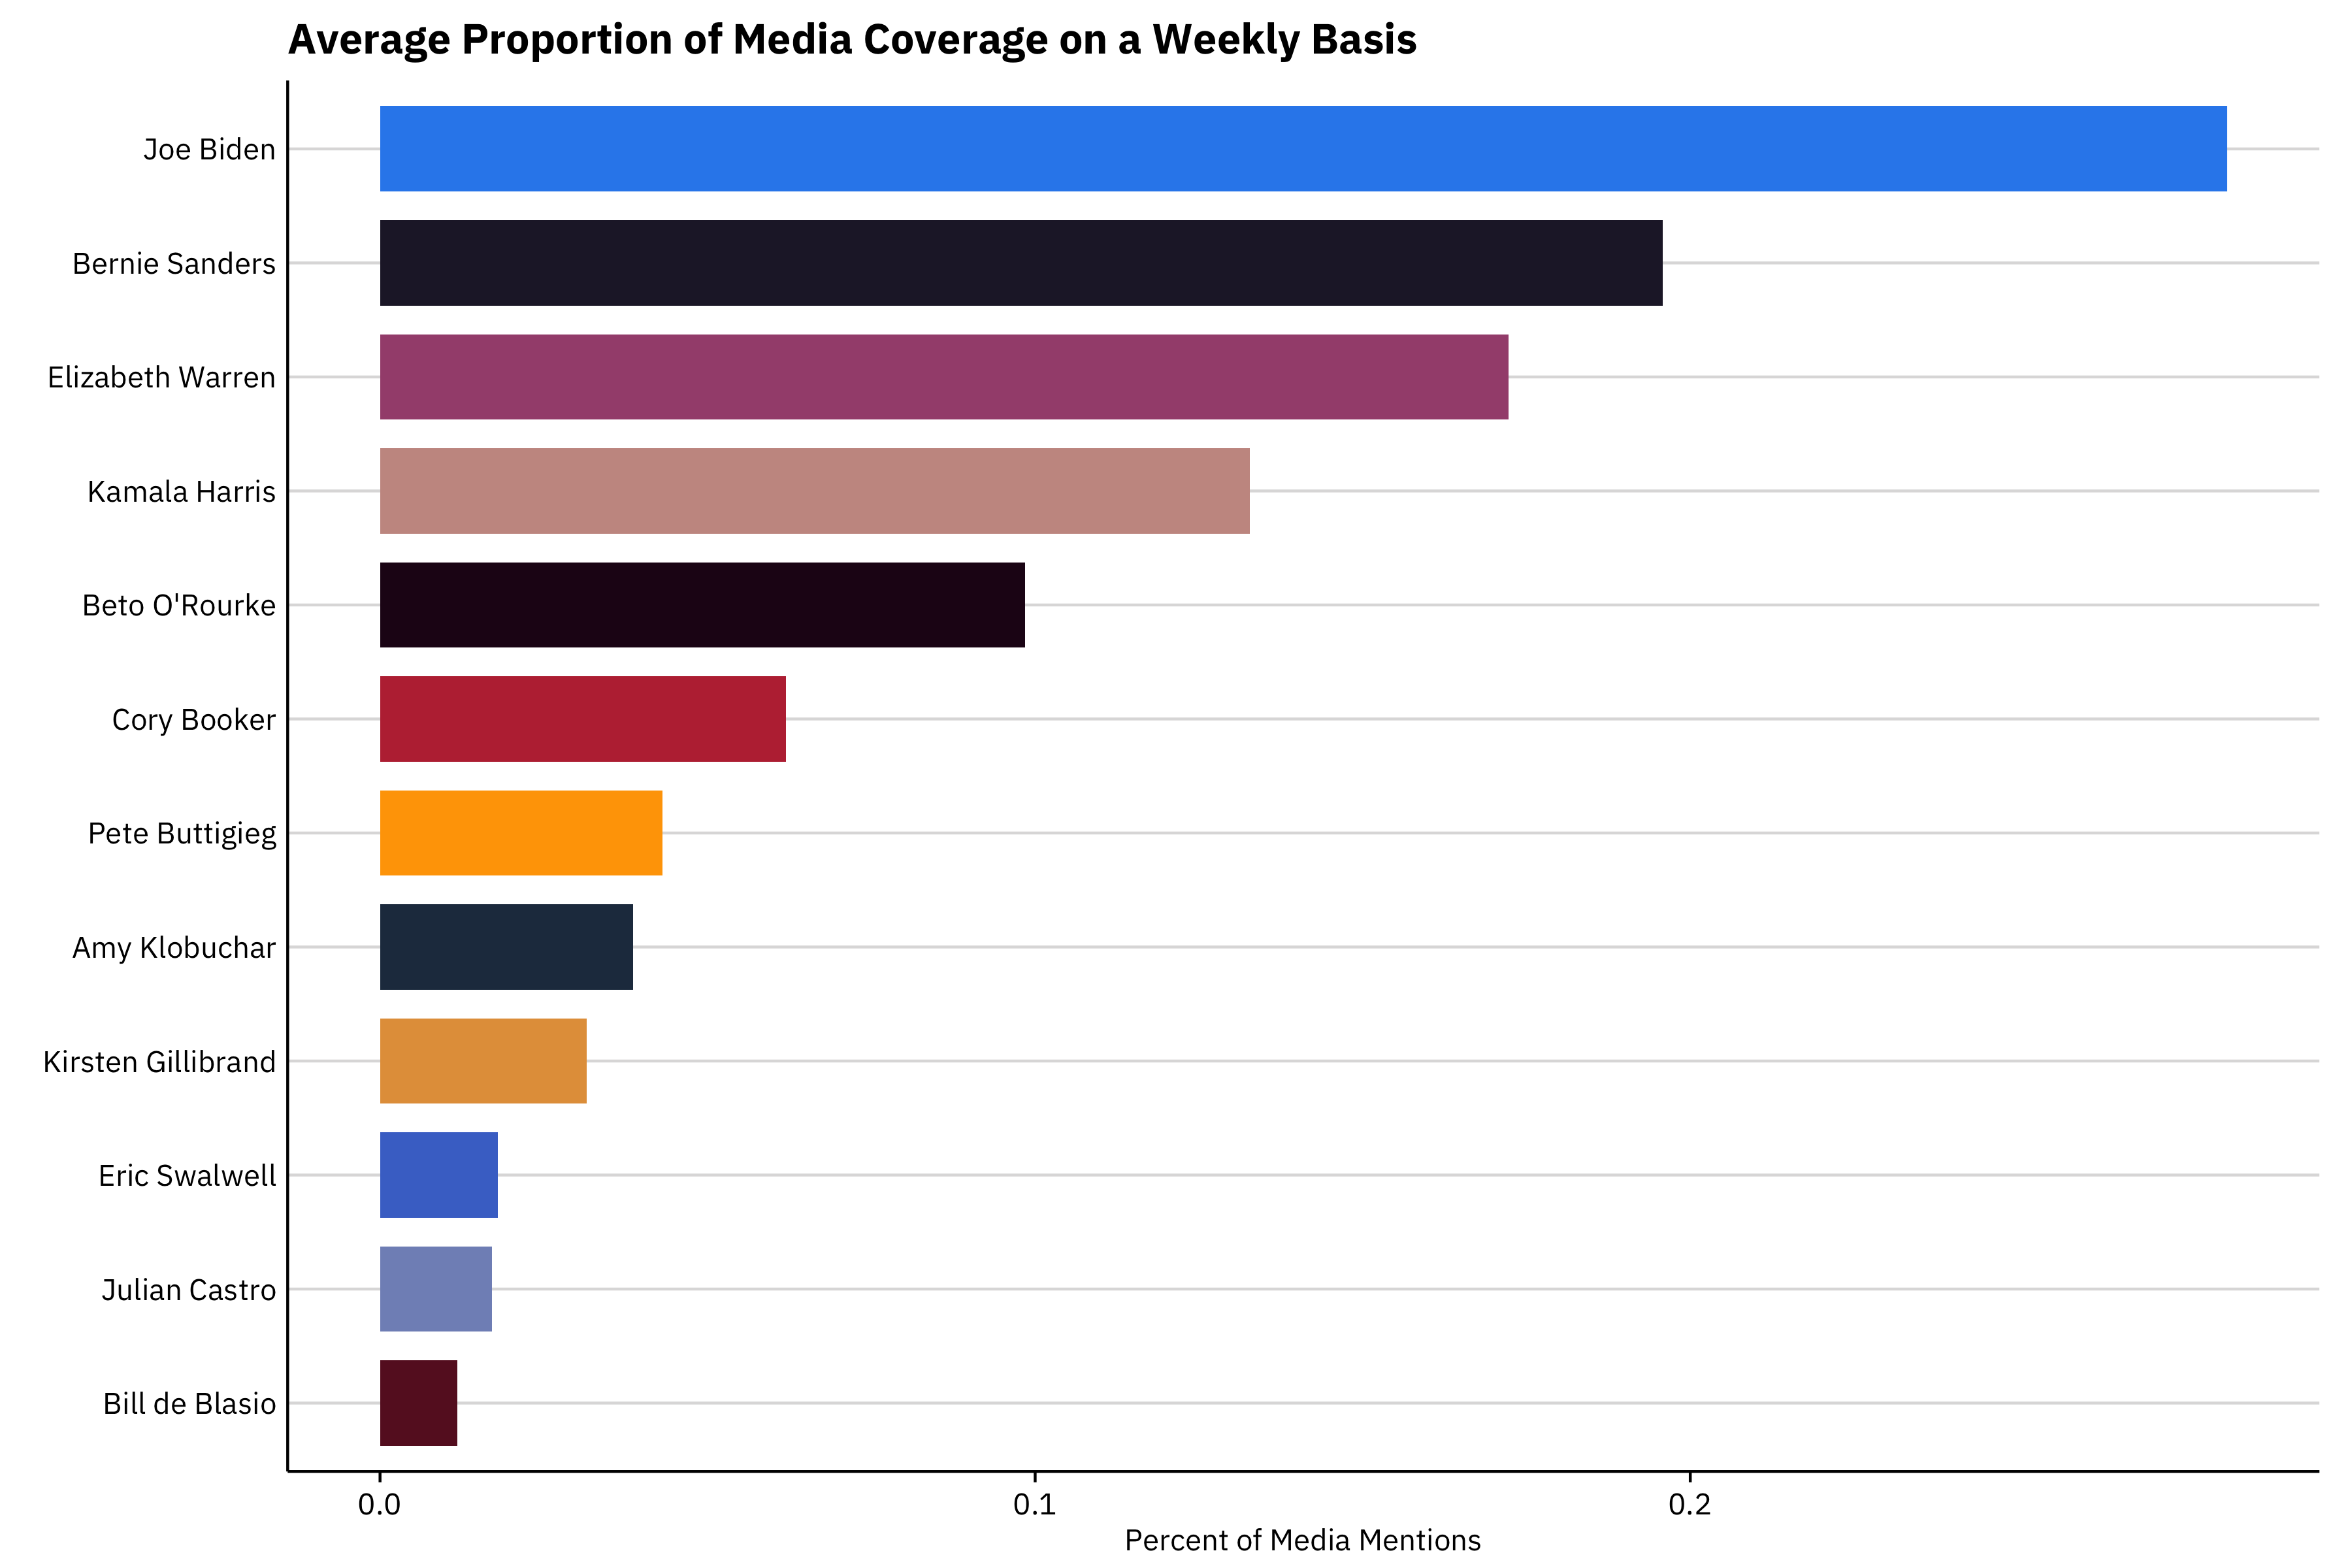 Average Proportion of Media Coverage on a Weekly Basis
Joe Biden
Bernie Sanders
Elizabeth Warren
Kamala Harris
Beto O'Rourke
Cory Booker
Pete Buttigieg
Amy Klobuchar
Kirsten Gillibrand
Eric Swalwell
Julian Castro
Bill de Blasio
0.0 0.1 0.2
Percent of Media Mentions